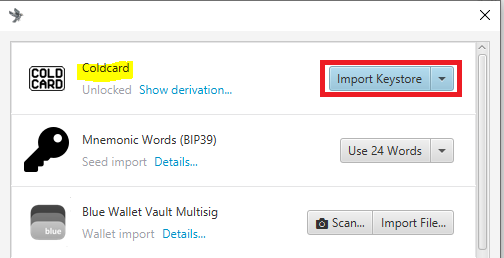 COLD
CARD
Coldcard
Unlocked Show derivation...
Import Keystore
Mnemonic Words (BIP39)
Seed import Details...
Use 24 Words
blue
Blue Wallet Vault Multisig
Wallet import Details...
Scan... Import File...